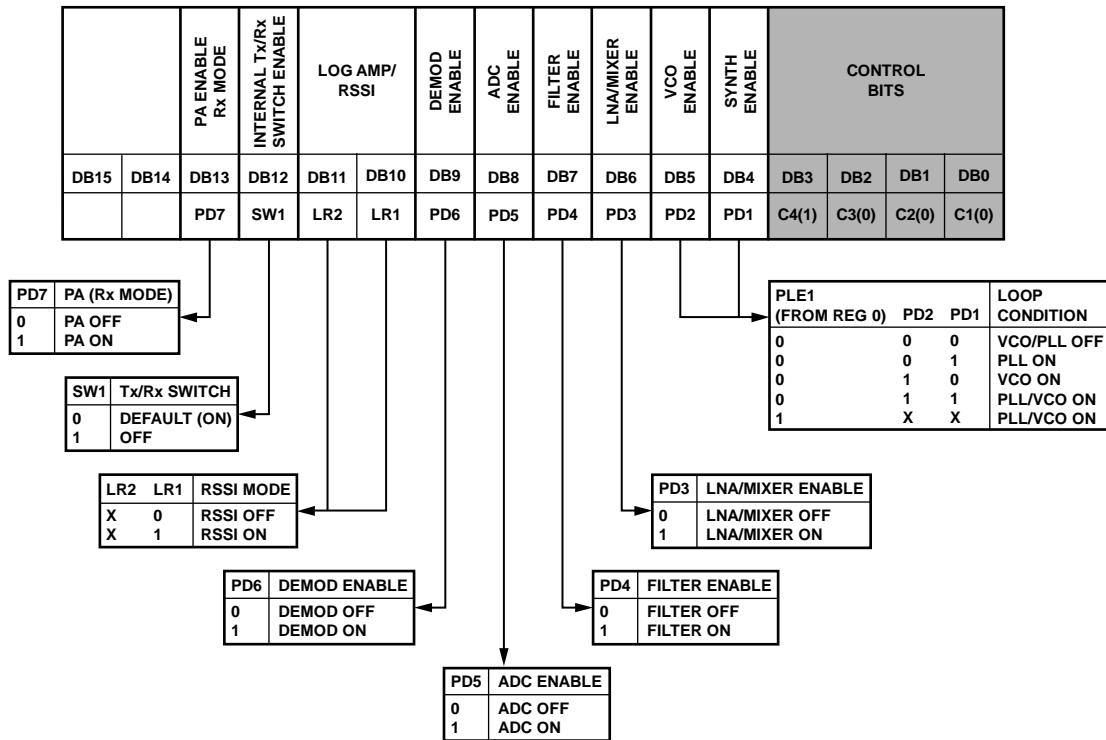 PA ENABLE
Rx MODE
INTERNAL Tx/Rx
SWITCH ENABLE
LOG AMP/
RSSI
DEMOD
ENABLE
ADC
ENABLE
FILTER
ENABLE
LNA/MIXER
ENABLE
VCO
ENABLE
SYNTH
ENABLE
CONTROL
BITS
DB15 DB14 DB13 DB12 DB11 DB10 DB9 DB8 DB7 DB6 DB5 DB4 DB3 DB2 DB1 DB0
PD7 SW1 LR2 LR1 PD6 PD5 PD4 PD3 PD2 PD1 C4(1) C3(0) C2(0) C1(0)
PD7 PA (Rx MODE)
0 PA OFF
1 PA ON
PLE1 LOOP
(FROM REG 0) PD2 PD1 CONDITION
0 0 0 VCO/PLL OFF
0 0 1 PLL ON
0 1 0 VCO ON
0 1 1 PLL/VCO ON
1 X X PLL/VCO ON
SW1 Tx/Rx SWITCH
0 DEFAULT (ON)
1 OFF
LR2 LR1 RSSI MODE
X 0 RSSI OFF
X 1 RSSI ON
PD3 LNA/MIXER ENABLE
0 LNA/MIXER OFF
1 LNA/MIXER ON
PD6 DEMOD ENABLE
0 DEMOD OFF
1 DEMOD ON
PD4 FILTER ENABLE
0 FILTER OFF
1 FILTER ON
PD5 ADC ENABLE
0 ADC OFF
1 ADC ON